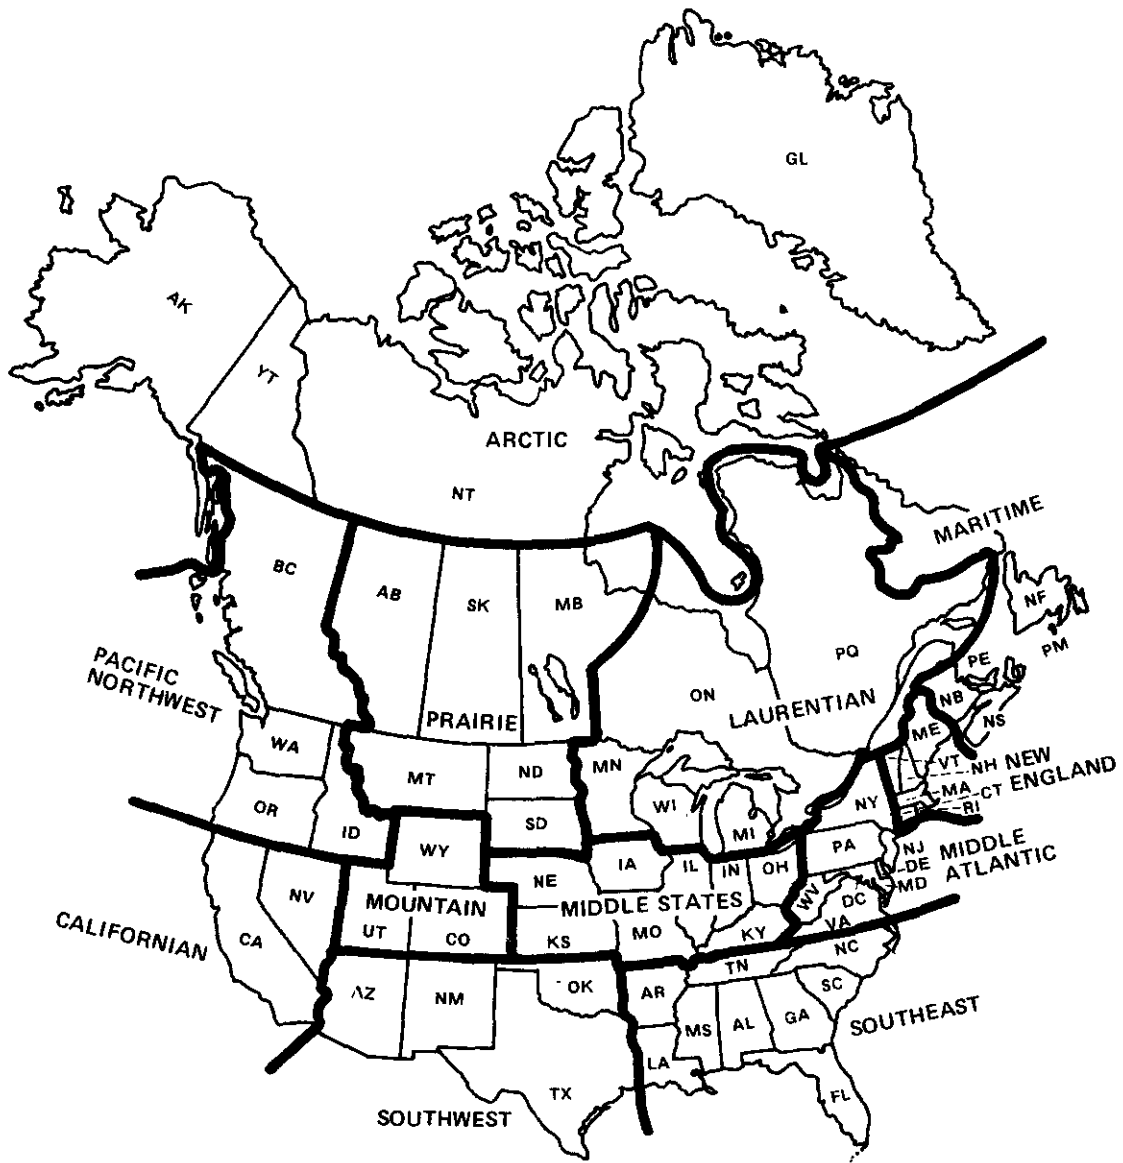 GL
AK
YT
ARCTIC
NT
MARITIME
BC
AB
SK
MB
NF
PQ
PE
PM
PACIFIC
NORTHWEST
ON
NB
PRAIRIE
LAURENTIAN
NS
ME
WA
MT
ND
MN
VT
NH
NEW
ENGLAND
MA
CT
RI
OR
ID
SD
WI
MI
NY
WY
IA
IL
IN
OH
PA
NJ
DE
MD
MIDDLE
ATLANTIC
NE
NV
MOUNTAIN
MIDDLE STATES
WV
DC
VA
CALIFORNIAN
CA
UT
CO
KS
MO
KY
NC
TN
AZ
NM
OK
AR
SC
MS
AL
GA
SOUTHEAST
LA
TX
FL
SOUTHWEST